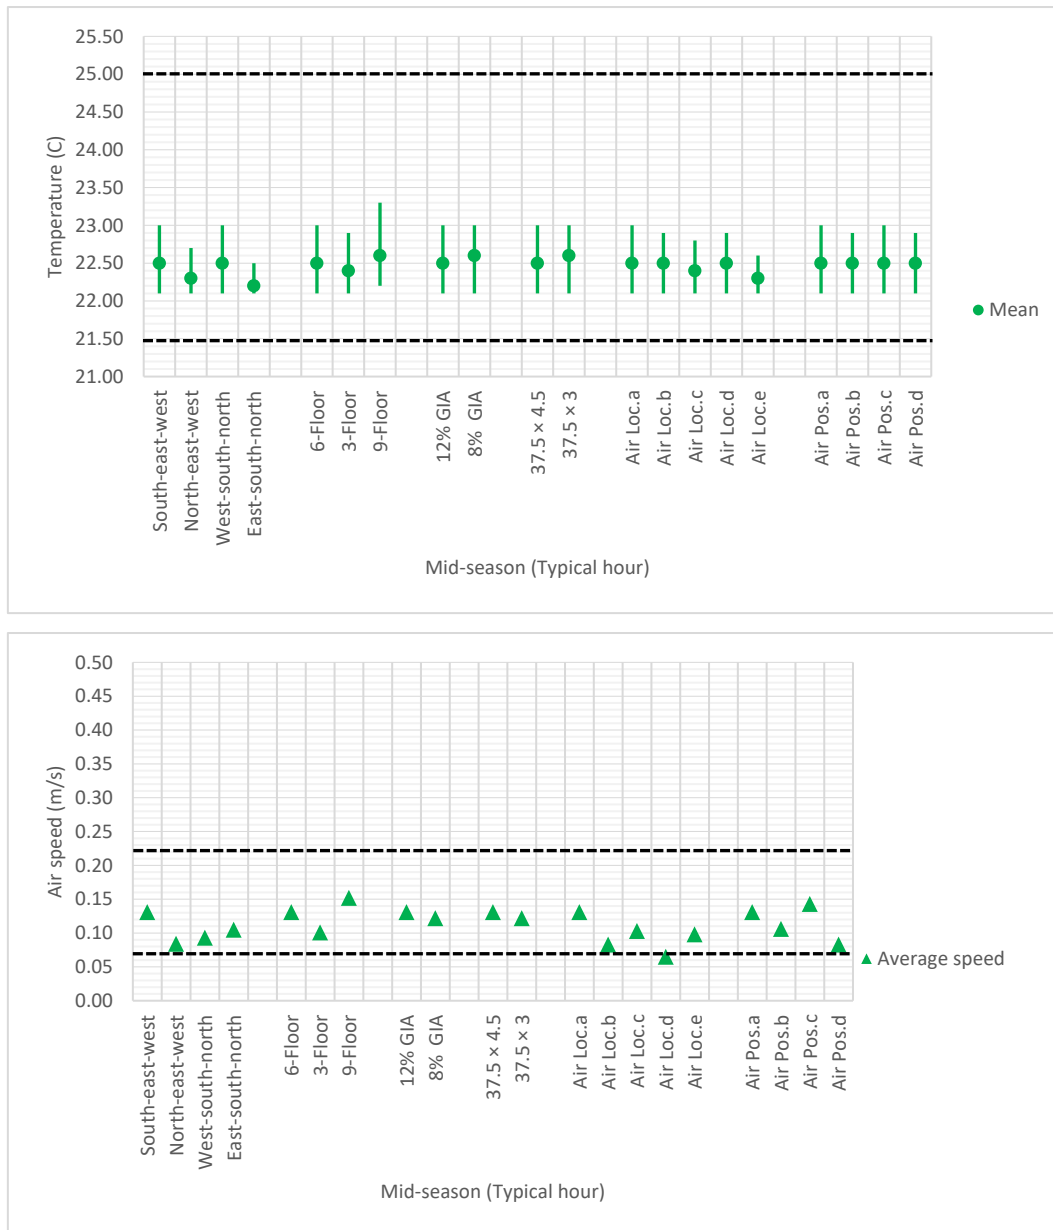 25.50
25.00
24.50
24.00
23.50
23.00
22.50
22.00
21.50
21.00
Temperature (C)
South-east-west
North-east-west
West-south-north
East-south-north
6-Floor
3-Floor
9-Floor
12% GIA
8% GIA
37.5 × 4.5
37.5 × 3
Air Loc.a
Air Loc.b
Air Loc.c
Air Loc.d
Air Loc.e
Air Pos.a
Air Pos.b
Air Pos.c
Air Pos.d
Mid-season (Typical hour)
Mean
0.50
0.45
0.40
0.35
0.30
0.25
0.20
0.15
0.10
0.05
0.00
Air speed (m/s)
South-east-west
North-east-west
West-south-north
East-south-north
6-Floor
3-Floor
9-Floor
12% GIA
8% GIA
37.5 × 4.5
37.5 × 3
Air Loc.a
Air Loc.b
Air Loc.c
Air Loc.d
Air Loc.e
Air Pos.a
Air Pos.b
Air Pos.c
Air Pos.d
Mid-season (Typical hour)
Average speed